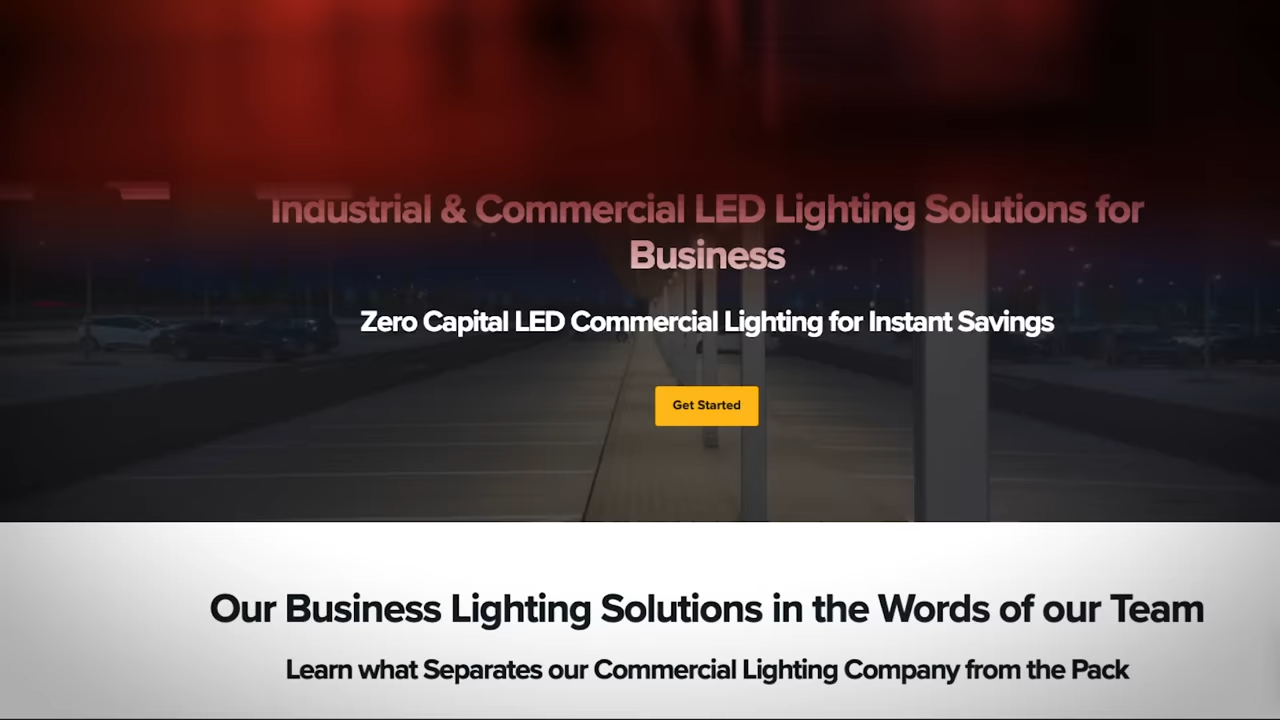 Industrial & Commercial LED Lighting Solutions for
Business
Zero Capital LED Commercial Lighting for Instant Savings
Get Started
Our Business Lighting Solutions in the Words of our Team
Learn what Separates our Commercial Lighting Company from the Pack